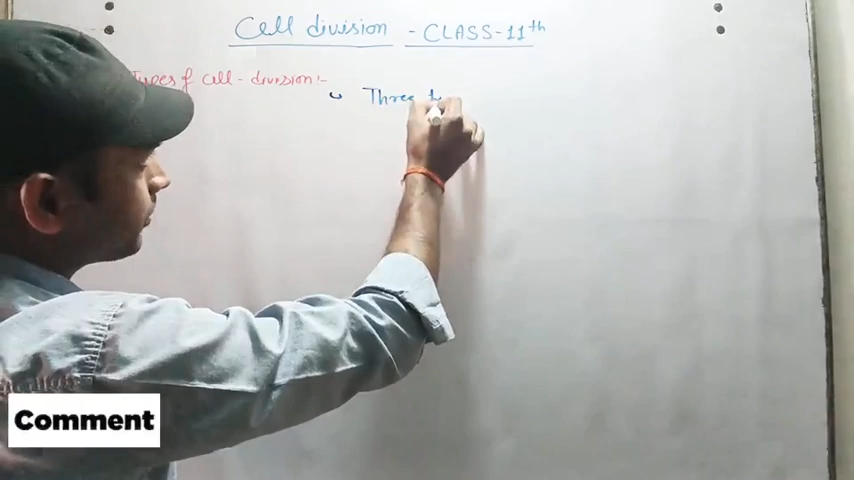 Cell division - CLASS-11th
Types of Cell-division:-
Three
Comment